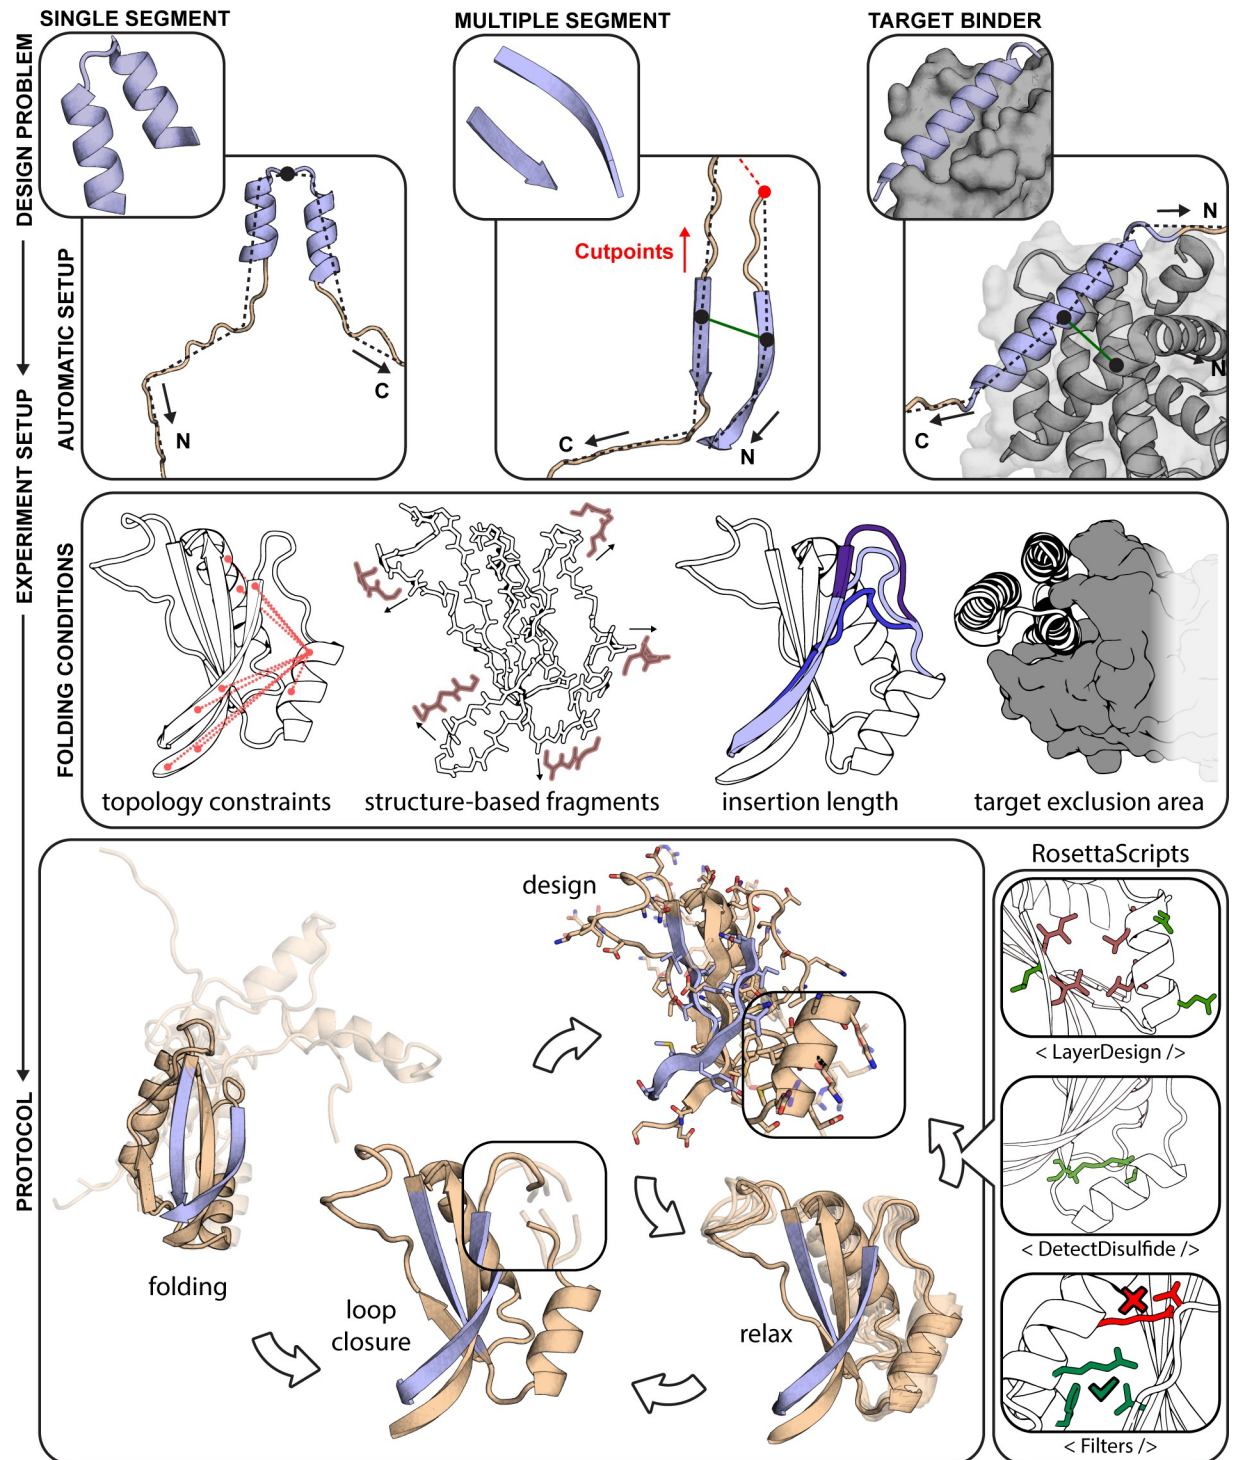 SINGLE SEGMENT
MULTIPLE SEGMENT
TARGET BINDER
DESIGN PROBLEM
AUTOMATIC SETUP
EXPERIMENT SETUP
N
C
Cutpoints
C
N
N
N
C
FOLDING CONDITIONS
topology constraints
structure-based fragments
insertion length
target exclusion area
PROTOCOL
folding
loop
closure
design
relax
RosettaScripts
< LayerDesign />
< DetectDisulfide />
< Filters />